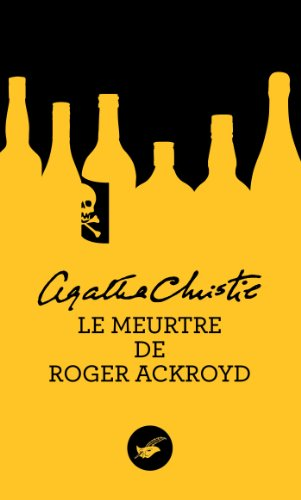 Agatha Christie
LE MEURTRE
DE
ROGER ACKROYD